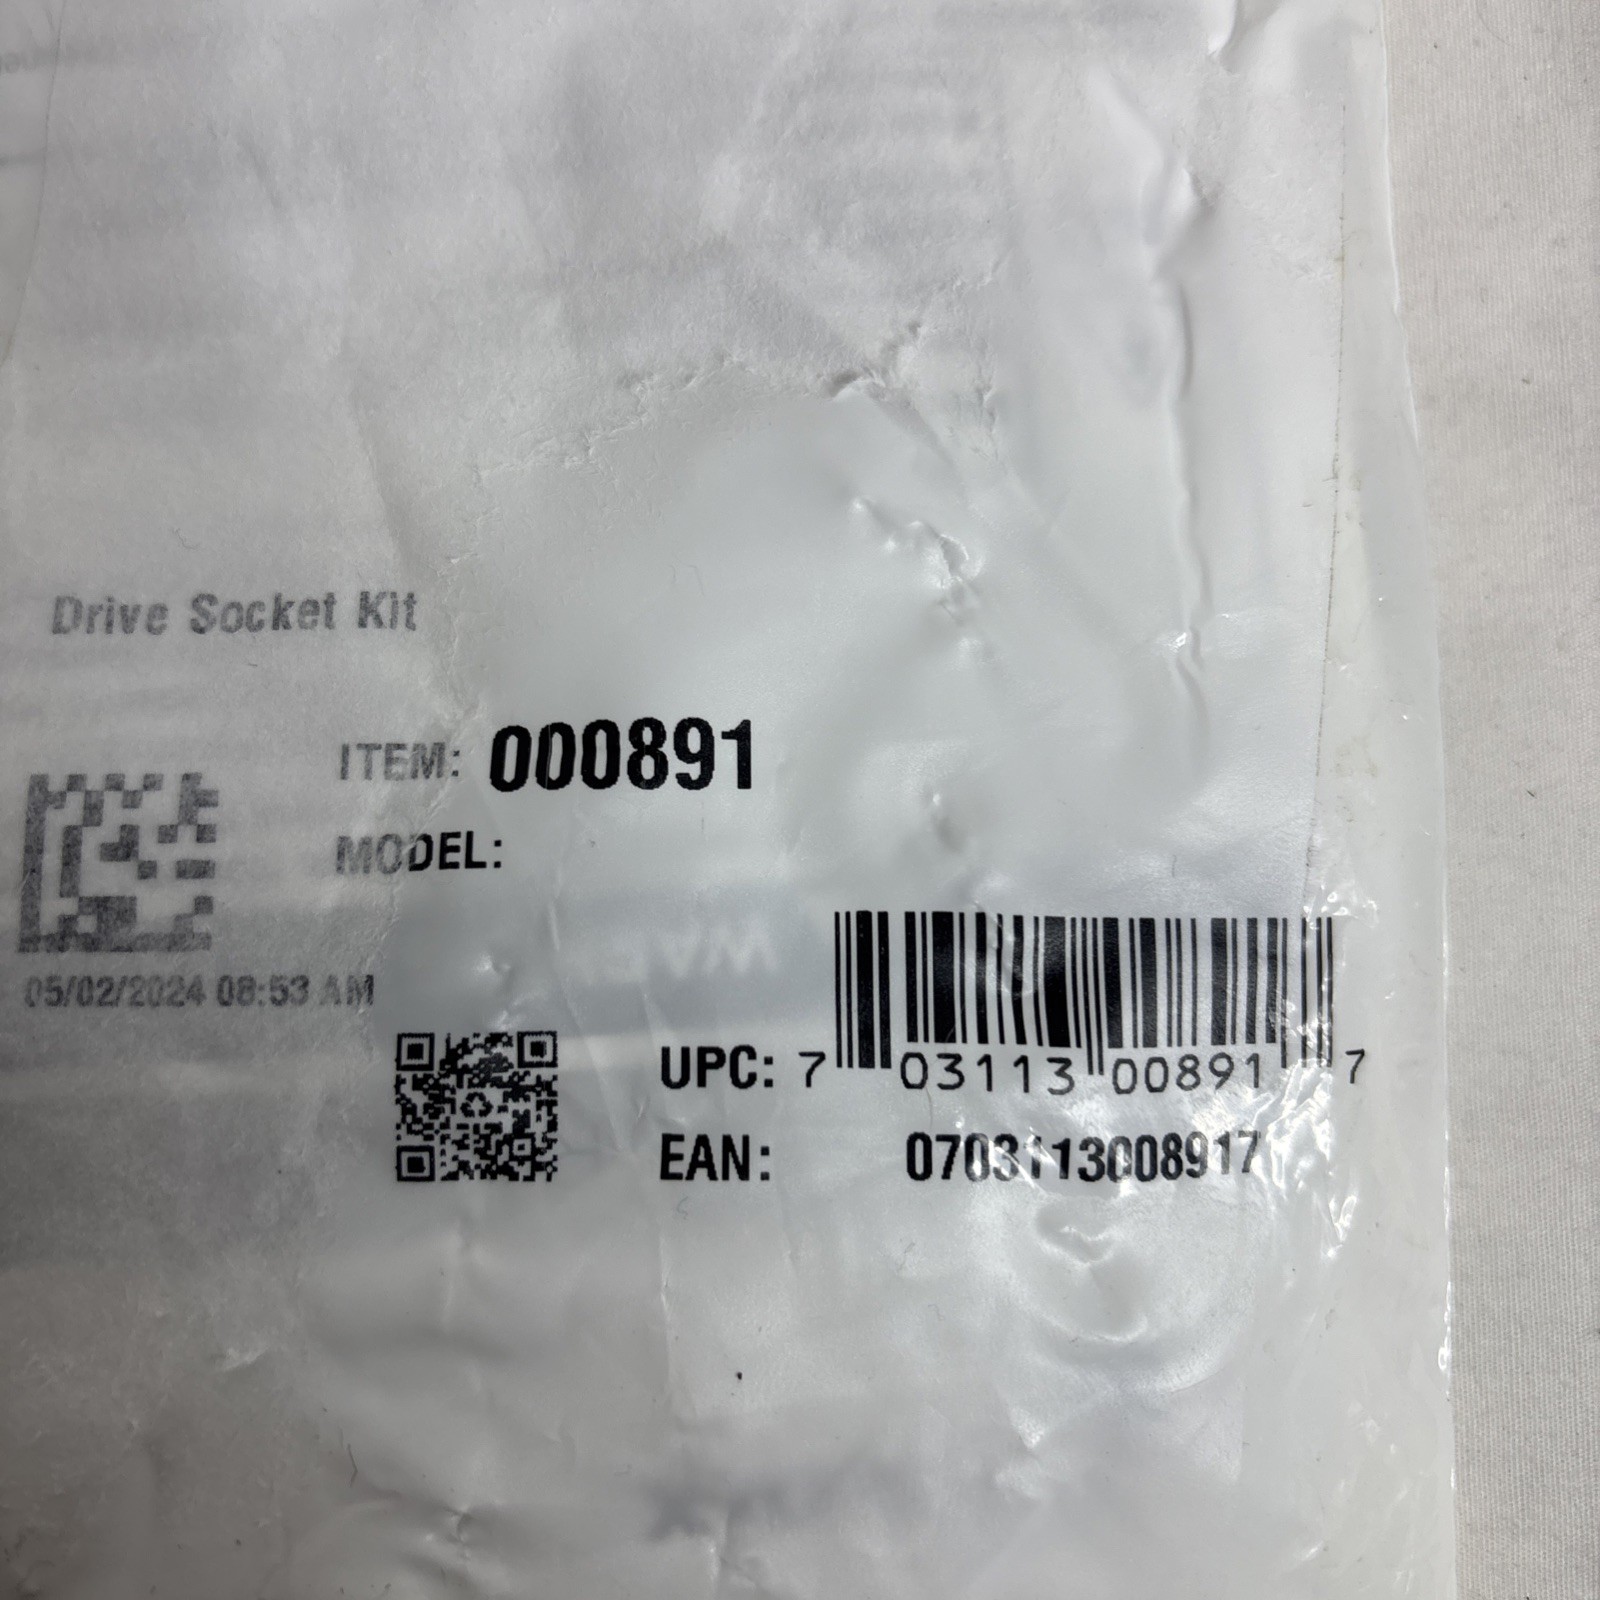 Drive Socket Kit
ITEM: 000891
MODEL:
05/02/2024 08:53 AM
UPC: 7 03113 00891 7
EAN: 0703113008917